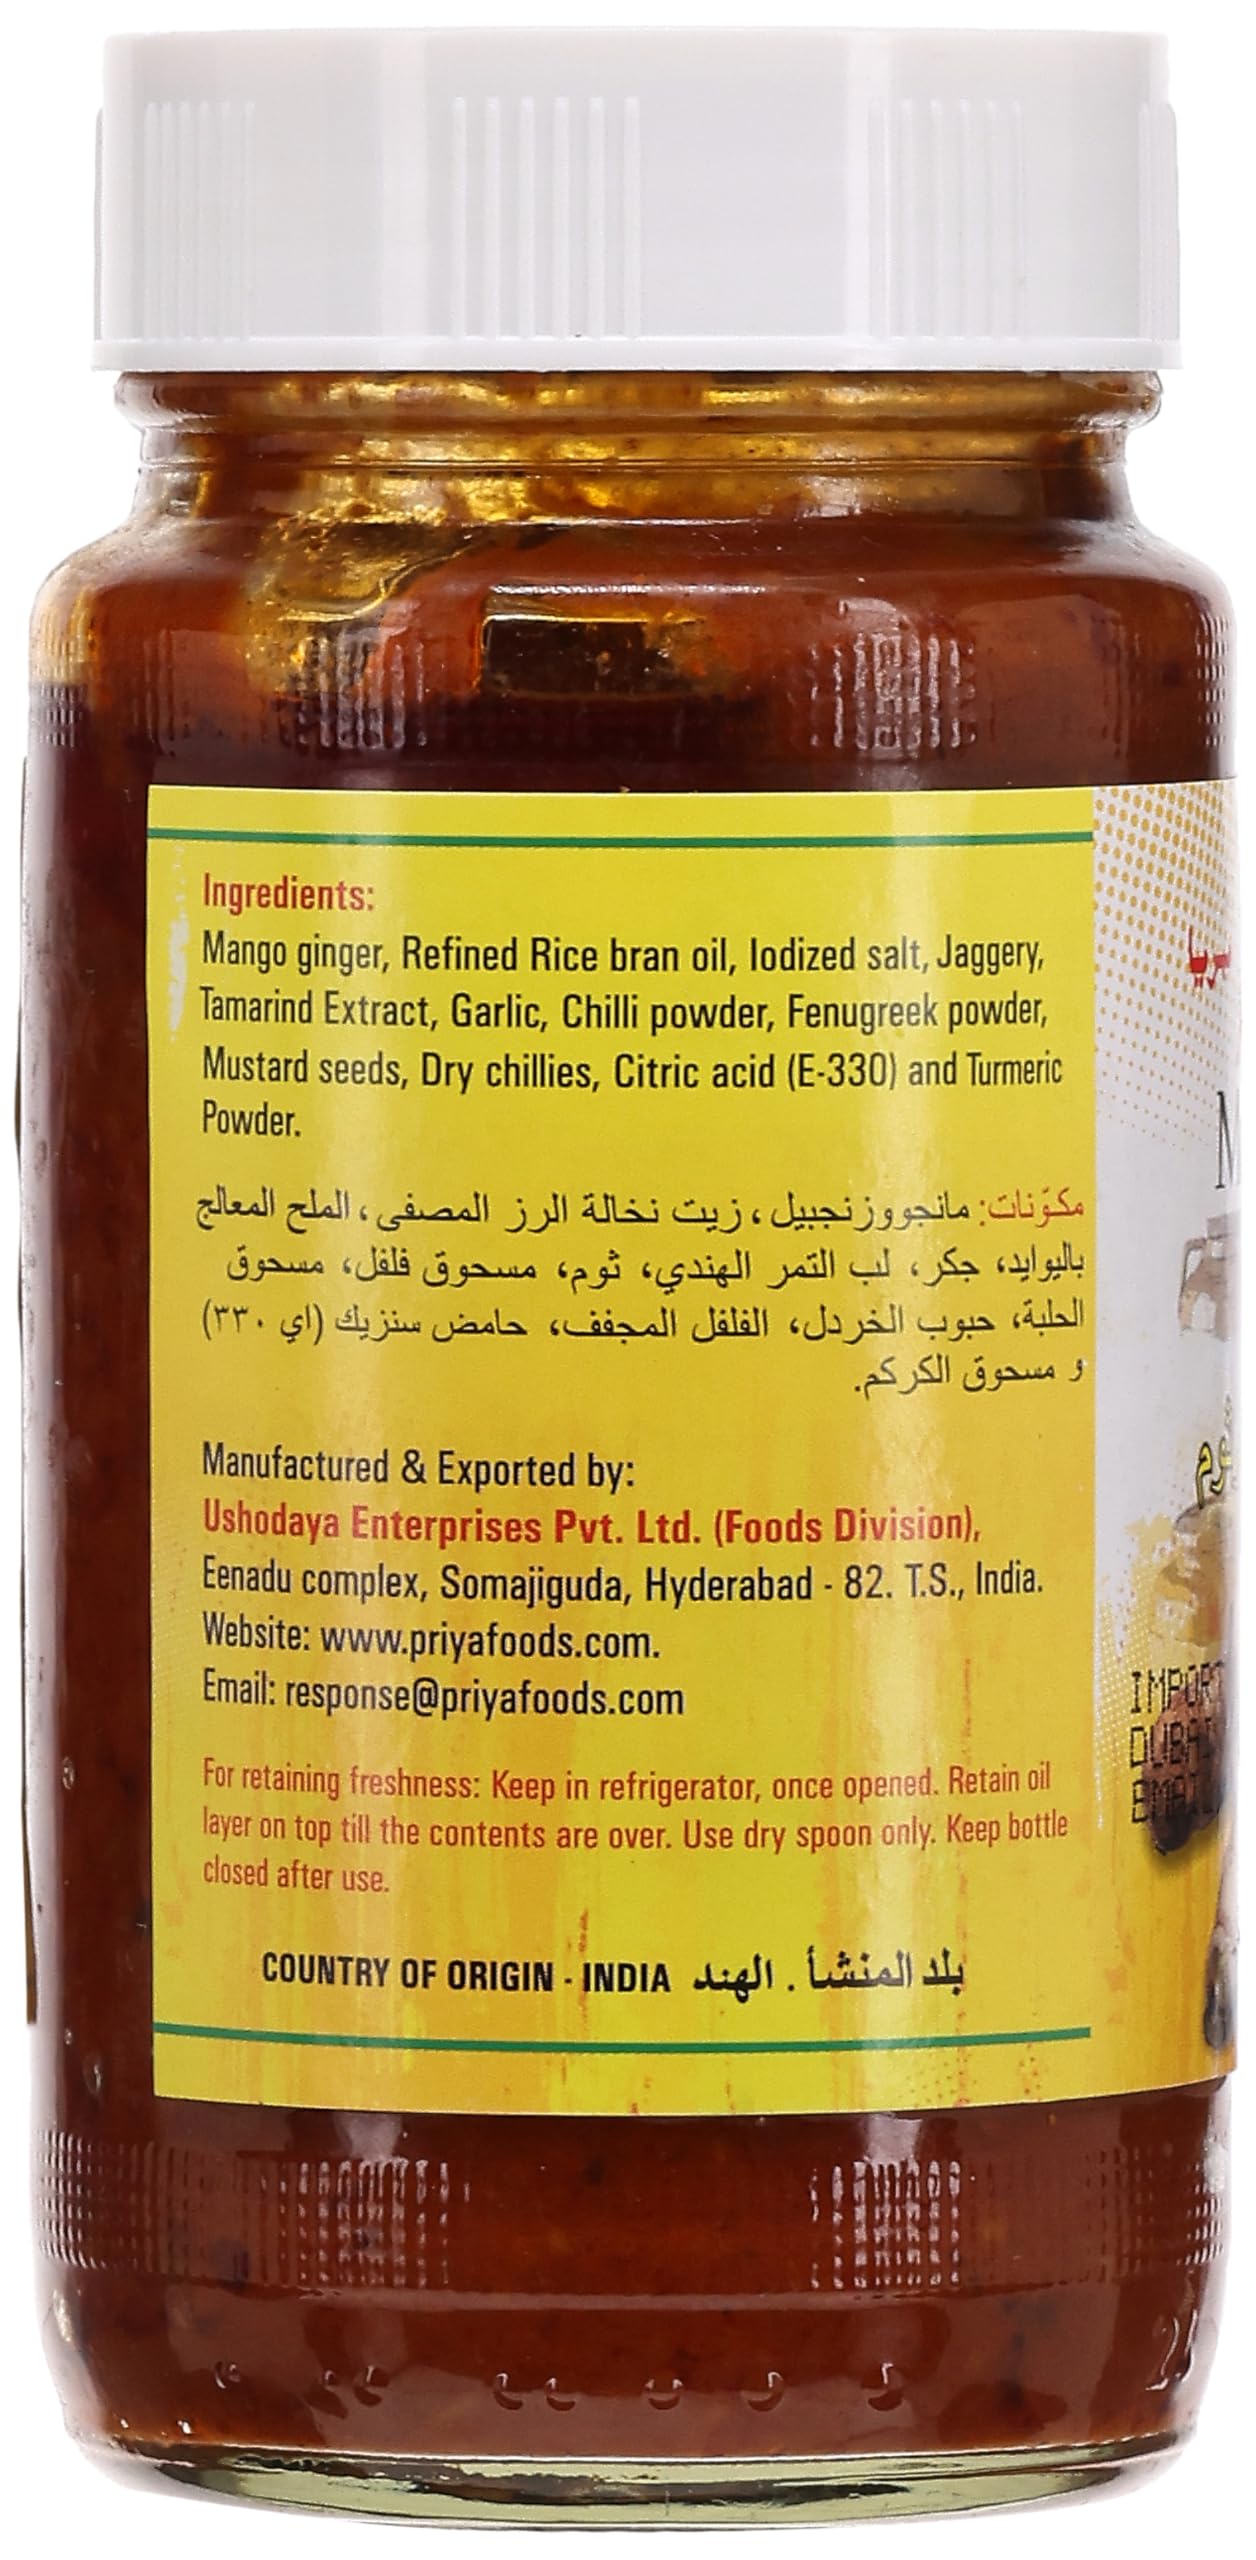 Ingredients:
Mango ginger, Refined Rice bran oil, Iodized salt, Jaggery,
Tamarind Extract, Garlic, Chilli powder, Fenugreek powder,
Mustard seeds, Dry chillies, Citric acid (E-330) and Turmeric
Powder.
مكوّنات: مانجووزنجبيل، زيت نخالة الرز المصفى، الملح المعالج
باليوايد، جكر، لب التمر الهندي، ثوم، مسحوق فلفل، مسحوق
الحلبة، حبوب الخردل، الفلفل المجفف، حامض سنزيك (اي ٣٣٠)
و مسحوق الكركم.
Manufactured & Exported by:
Ushodaya Enterprises Pvt. Ltd. (Foods Division),
Eenadu complex, Somajiguda, Hyderabad - 82. T.S., India.
Website: www.priyafoods.com.
Email: response@priyafoods.com
For retaining freshness: Keep in refrigerator, once opened. Retain oil
layer on top till the contents are over. Use dry spoon only. Keep bottle
closed after use.
COUNTRY OF ORIGIN - INDIA بلد المنشأ . الهند